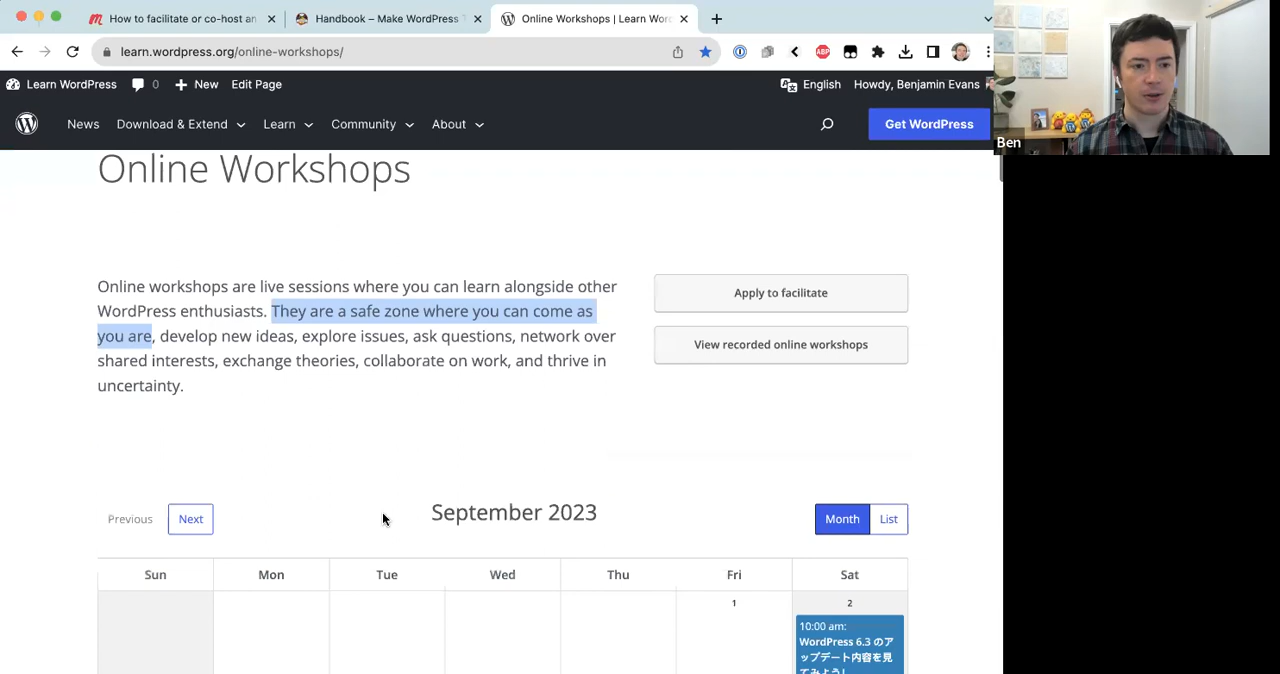 How to facilitate or co-host an
Handbook – Make WordPress T
Online Workshops | Learn Wor
learn.wordpress.org/online-workshops/
ABP
Learn WordPress
0
New
Edit Page
English
Howdy, Benjamin Evans
News
Download & Extend
Learn
Community
About
Get WordPress
Ben
Online Workshops
Online workshops are live sessions where you can learn alongside other
WordPress enthusiasts. They are a safe zone where you can come as
you are, develop new ideas, explore issues, ask questions, network over
shared interests, exchange theories, collaborate on work, and thrive in
uncertainty.
Apply to facilitate
View recorded online workshops
Previous
Next
September 2023
Month
List
Sun
Mon
Tue
Wed
Thu
Fri
Sat
1
2
10:00 am:
WordPress 6.3 のア
ップデート内容を見
てみよう!